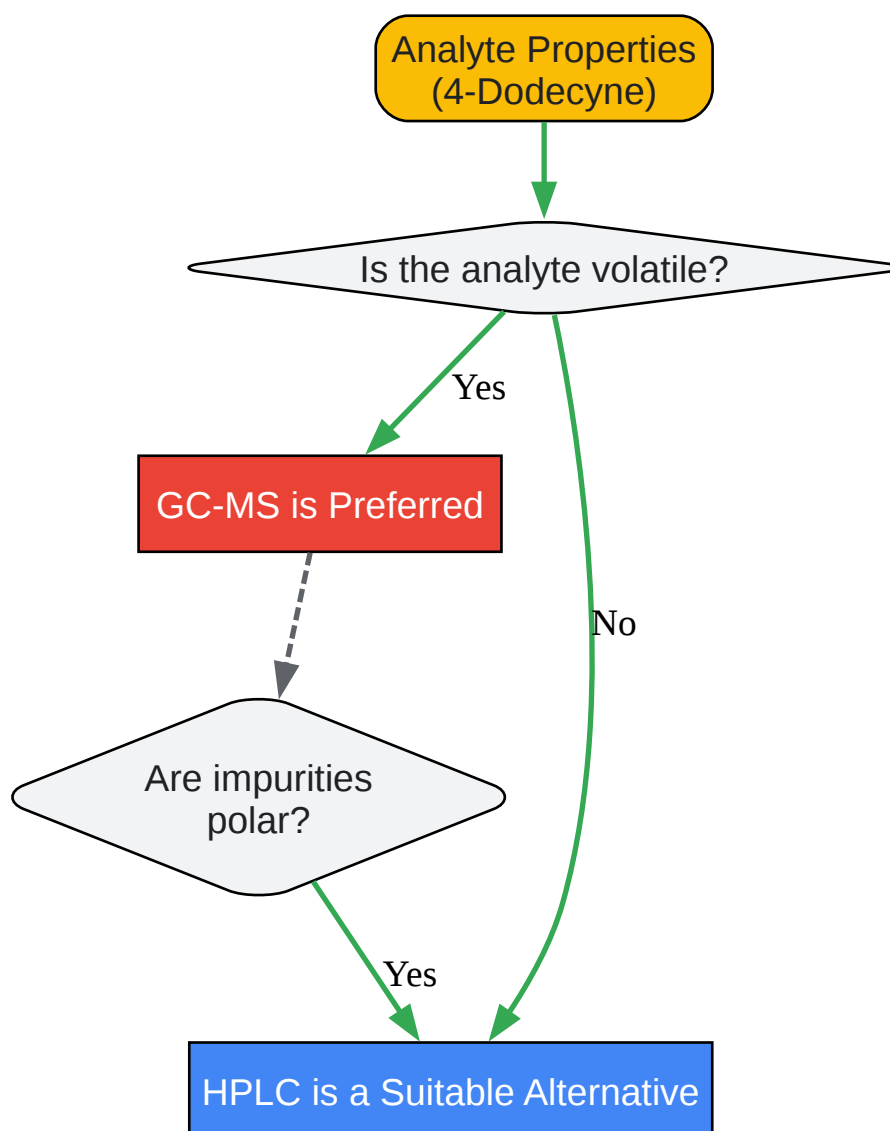 Analyte Properties
(4-Dodecyne)
Is the analyte volatile?
Yes
GC-MS is Preferred
No
Are impurities
polar?
Yes
HPLC is a Suitable Alternative